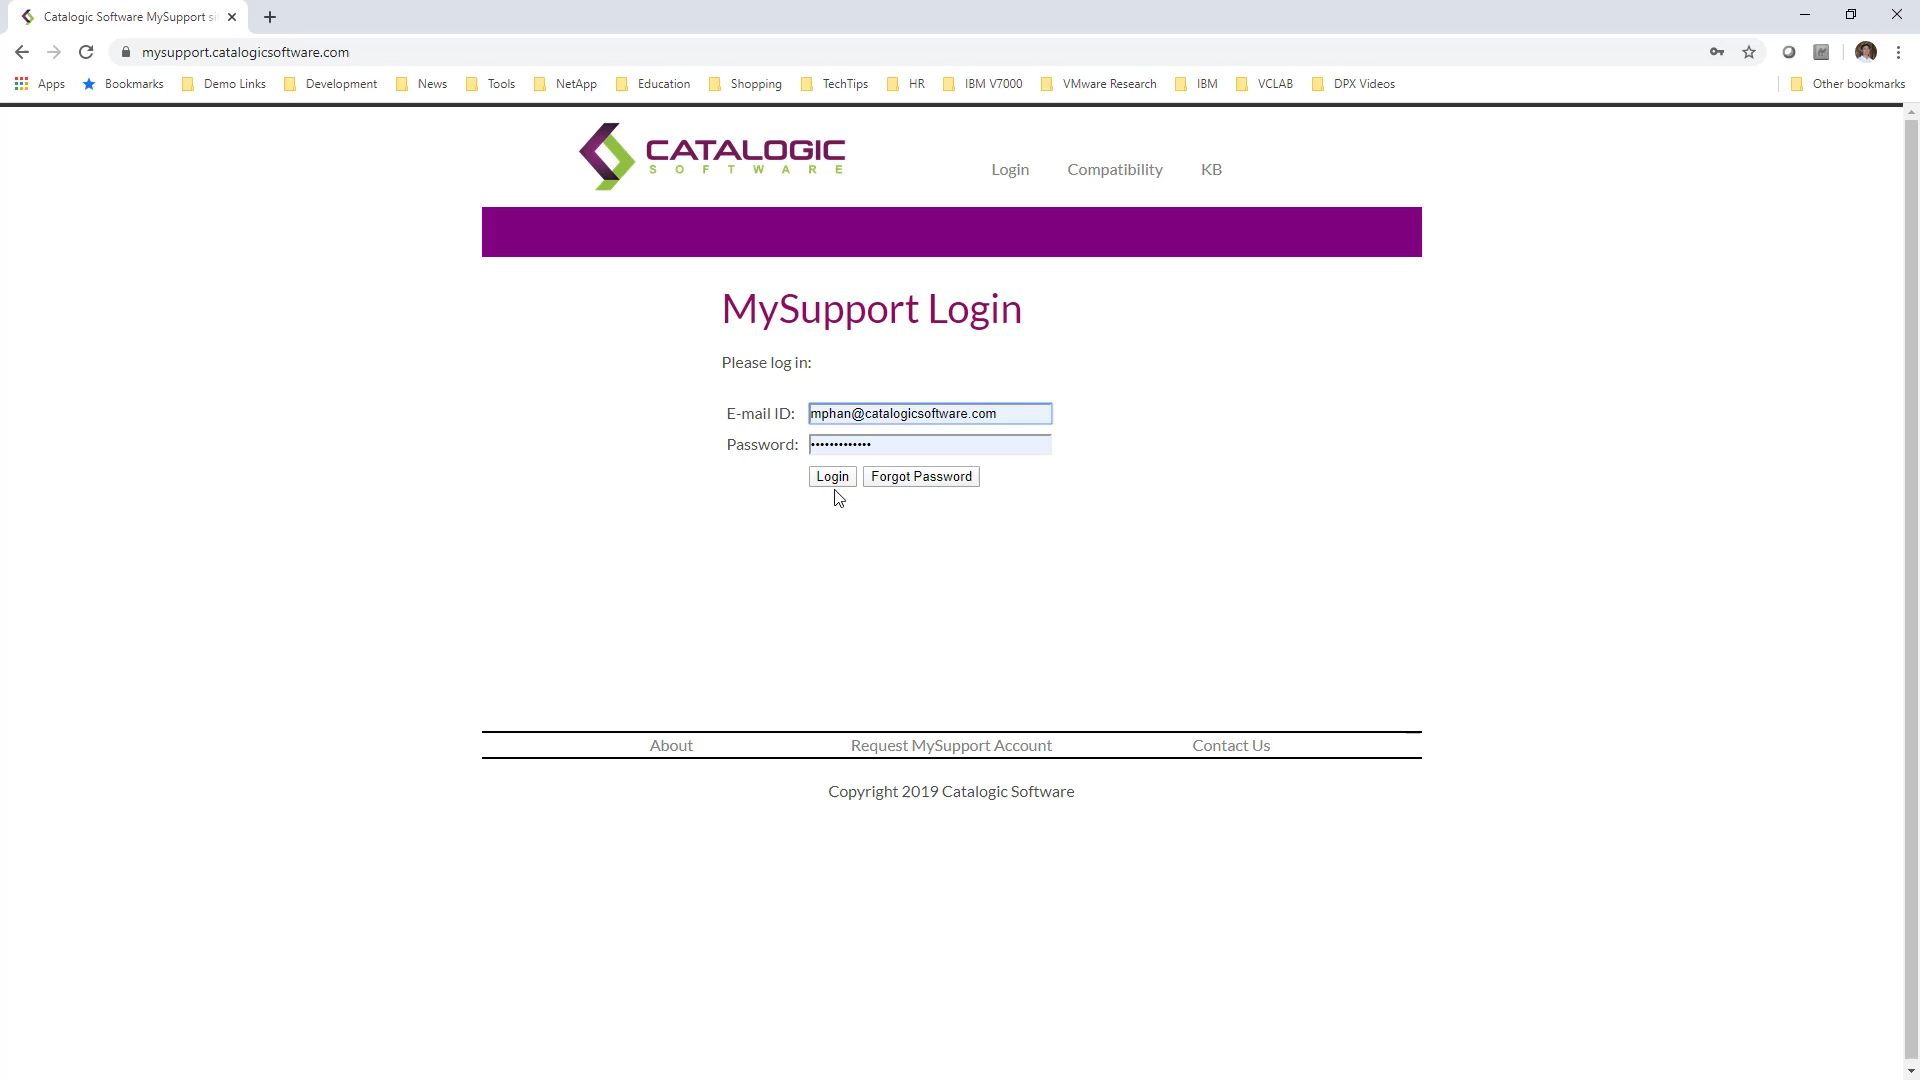 Catalogic Software MySupport si
mysupport.catalogicsoftware.com
Apps Bookmarks Demo Links Development News Tools NetApp Education Shopping TechTips HR IBM V7000 VMware Research IBM VCLAB DPX Videos Other bookmarks
CATALOGIC
SOFTWARE
Login Compatibility KB
MySupport Login
Please log in:
E-mail ID: mphan@catalogicsoftware.com
Password: •••••••••••••
Login Forgot Password
About Request MySupport Account Contact Us
Copyright 2019 Catalogic Software